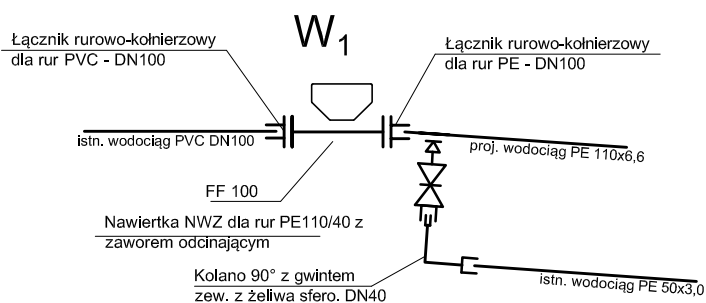 W1
Łącznik rurowo-kołnierzowy
dla rur PVC - DN100
Łącznik rurowo-kołnierzowy
dla rur PE - DN100
istn. wodociąg PVC DN100
proj. wodociąg PE 110x6,6
FF 100
Nawiertka NWZ dla rur PE110/40 z
zaworem odcinającym
Kolano 90° z gwintem
zew. z żeliwa sfero. DN40
istn. wodociąg PE 50x3,0